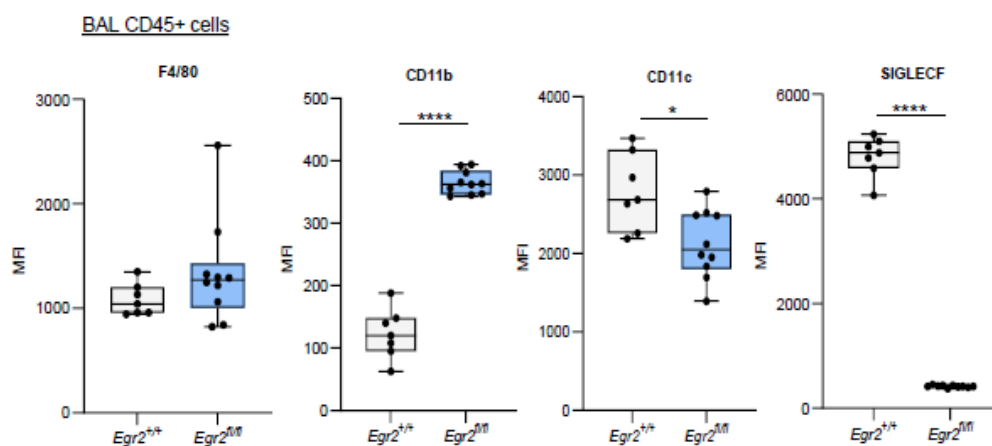 BAL CD45+ cells
F4/80
MFI
3000
2000
1000
0
Egr2+/+
Egr2fl/fl
CD11b
****
MFI
500
400
300
200
100
0
Egr2+/+
Egr2fl/fl
CD11c
*
MFI
4000
3000
2000
1000
0
Egr2+/+
Egr2fl/fl
SIGLECF
****
MFI
6000
4000
2000
0
Egr2+/+
Egr2fl/fl